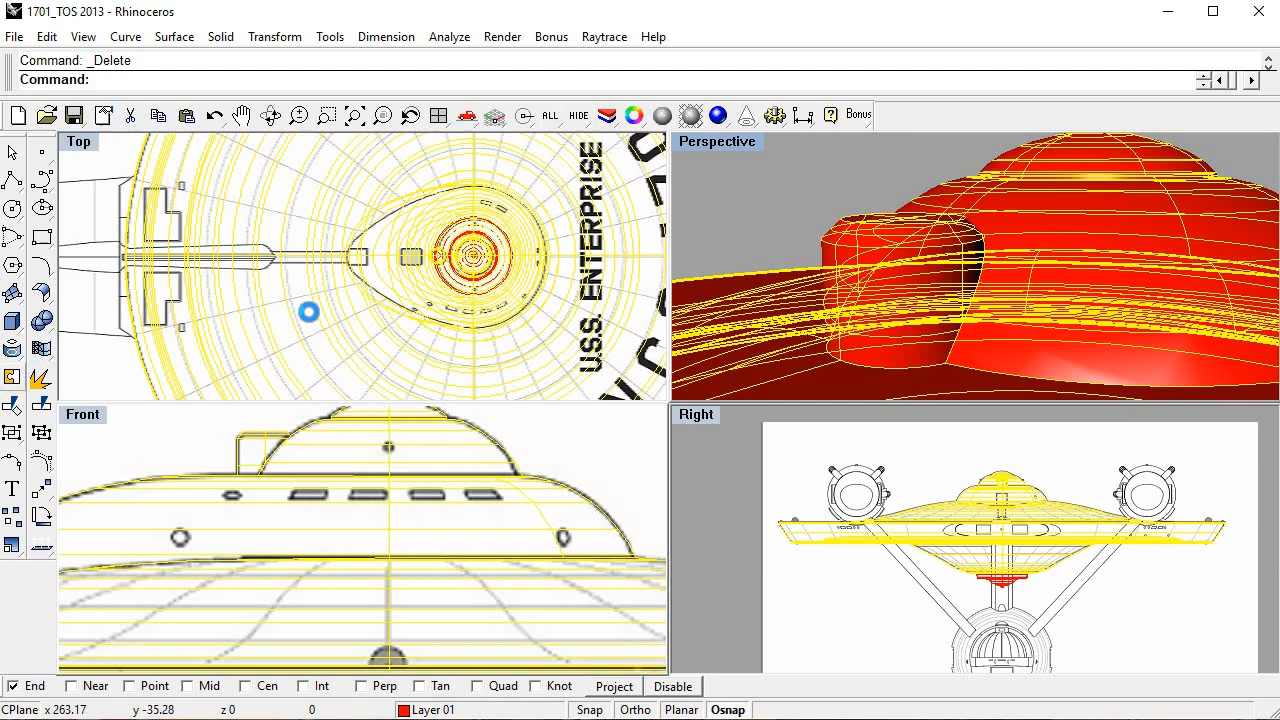 1701_TOS 2013 - Rhinoceros
File Edit View Curve Surface Solid Transform Tools Dimension Analyze Render Bonus Raytrace Help
Command: _Delete
Command:
ALL HIDE Bonus
Top
Perspective
U.S.S. ENTERPRISE
Front
Right
T
End Near Point Mid Cen Int Perp Tan Quad Knot Project Disable
CPlane x 263.17 y -35.28 z 0 0 Layer 01 Snap Ortho Planar Osnap